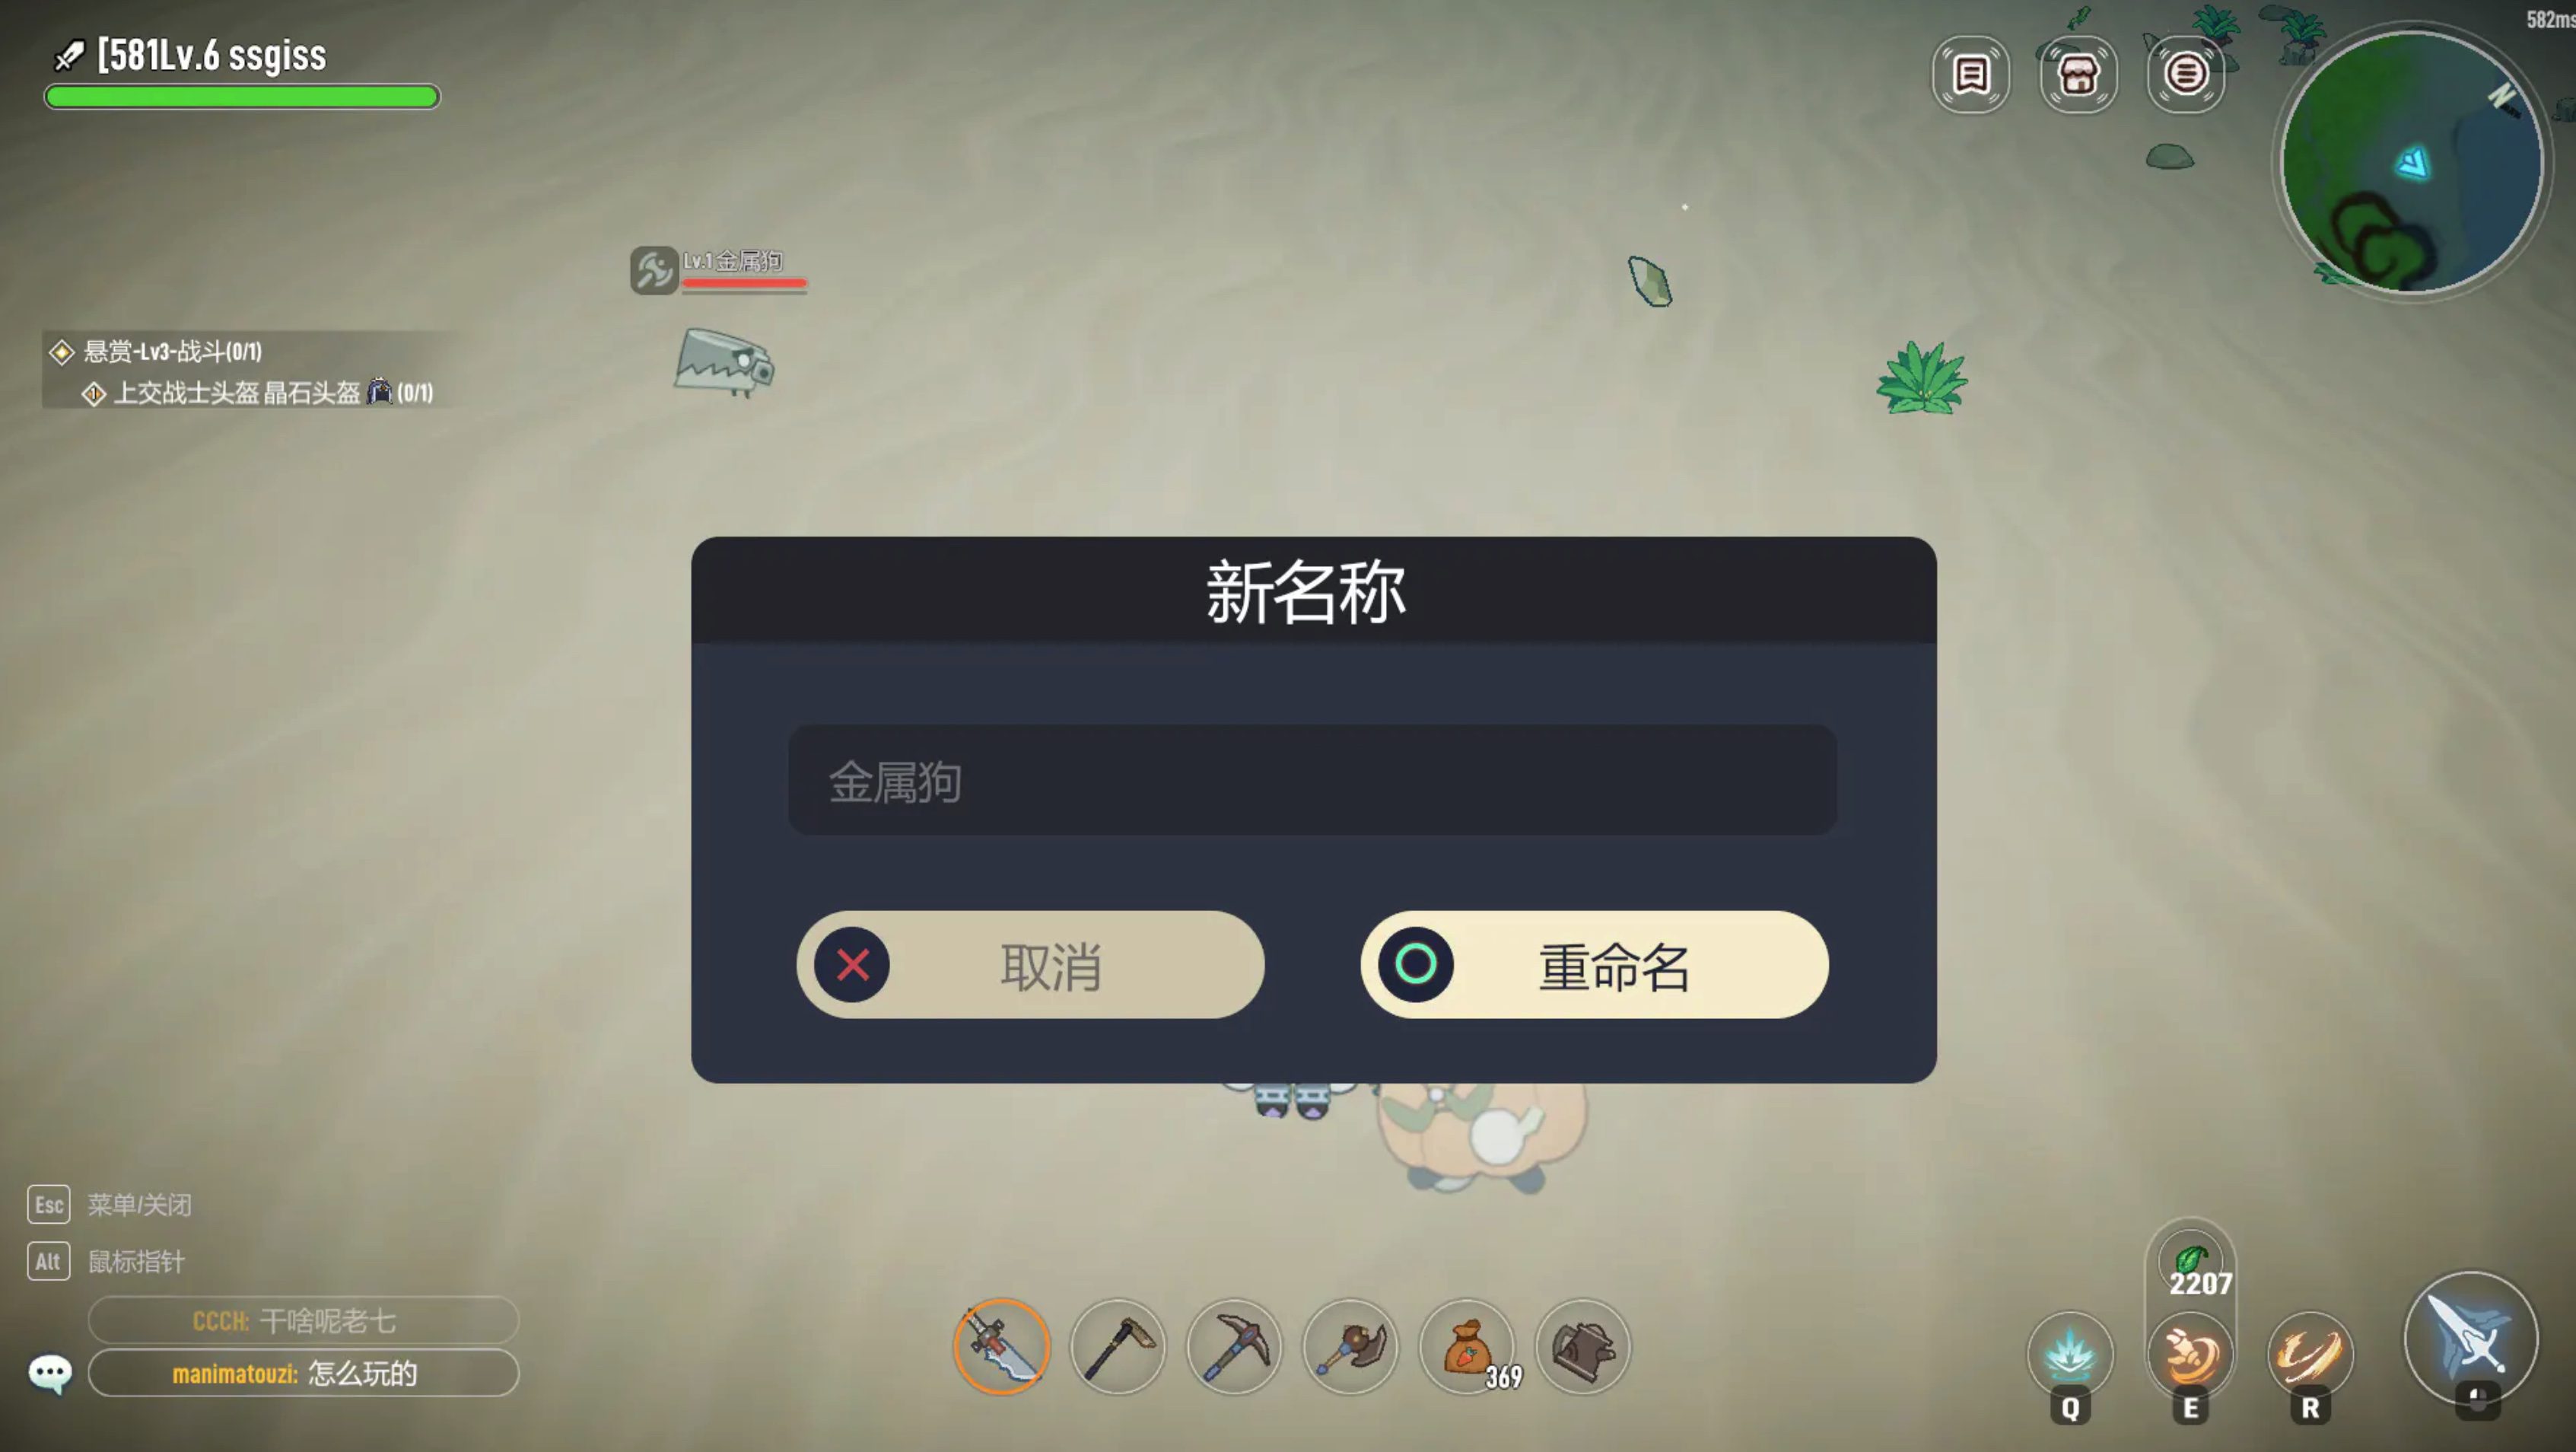 [581Lv.6 ssgiss
582ms
N
Lv.1金属狗
悬赏-Lv3-战斗(0/1)
上交战士头盔 晶石头盔 (0/1)
新名称
金属狗
取消
重命名
Esc 菜单/关闭
Alt 鼠标指针
CCCH: 干啥呢老七
manimatouzi: 怎么玩的
369
2207
Q
E
R